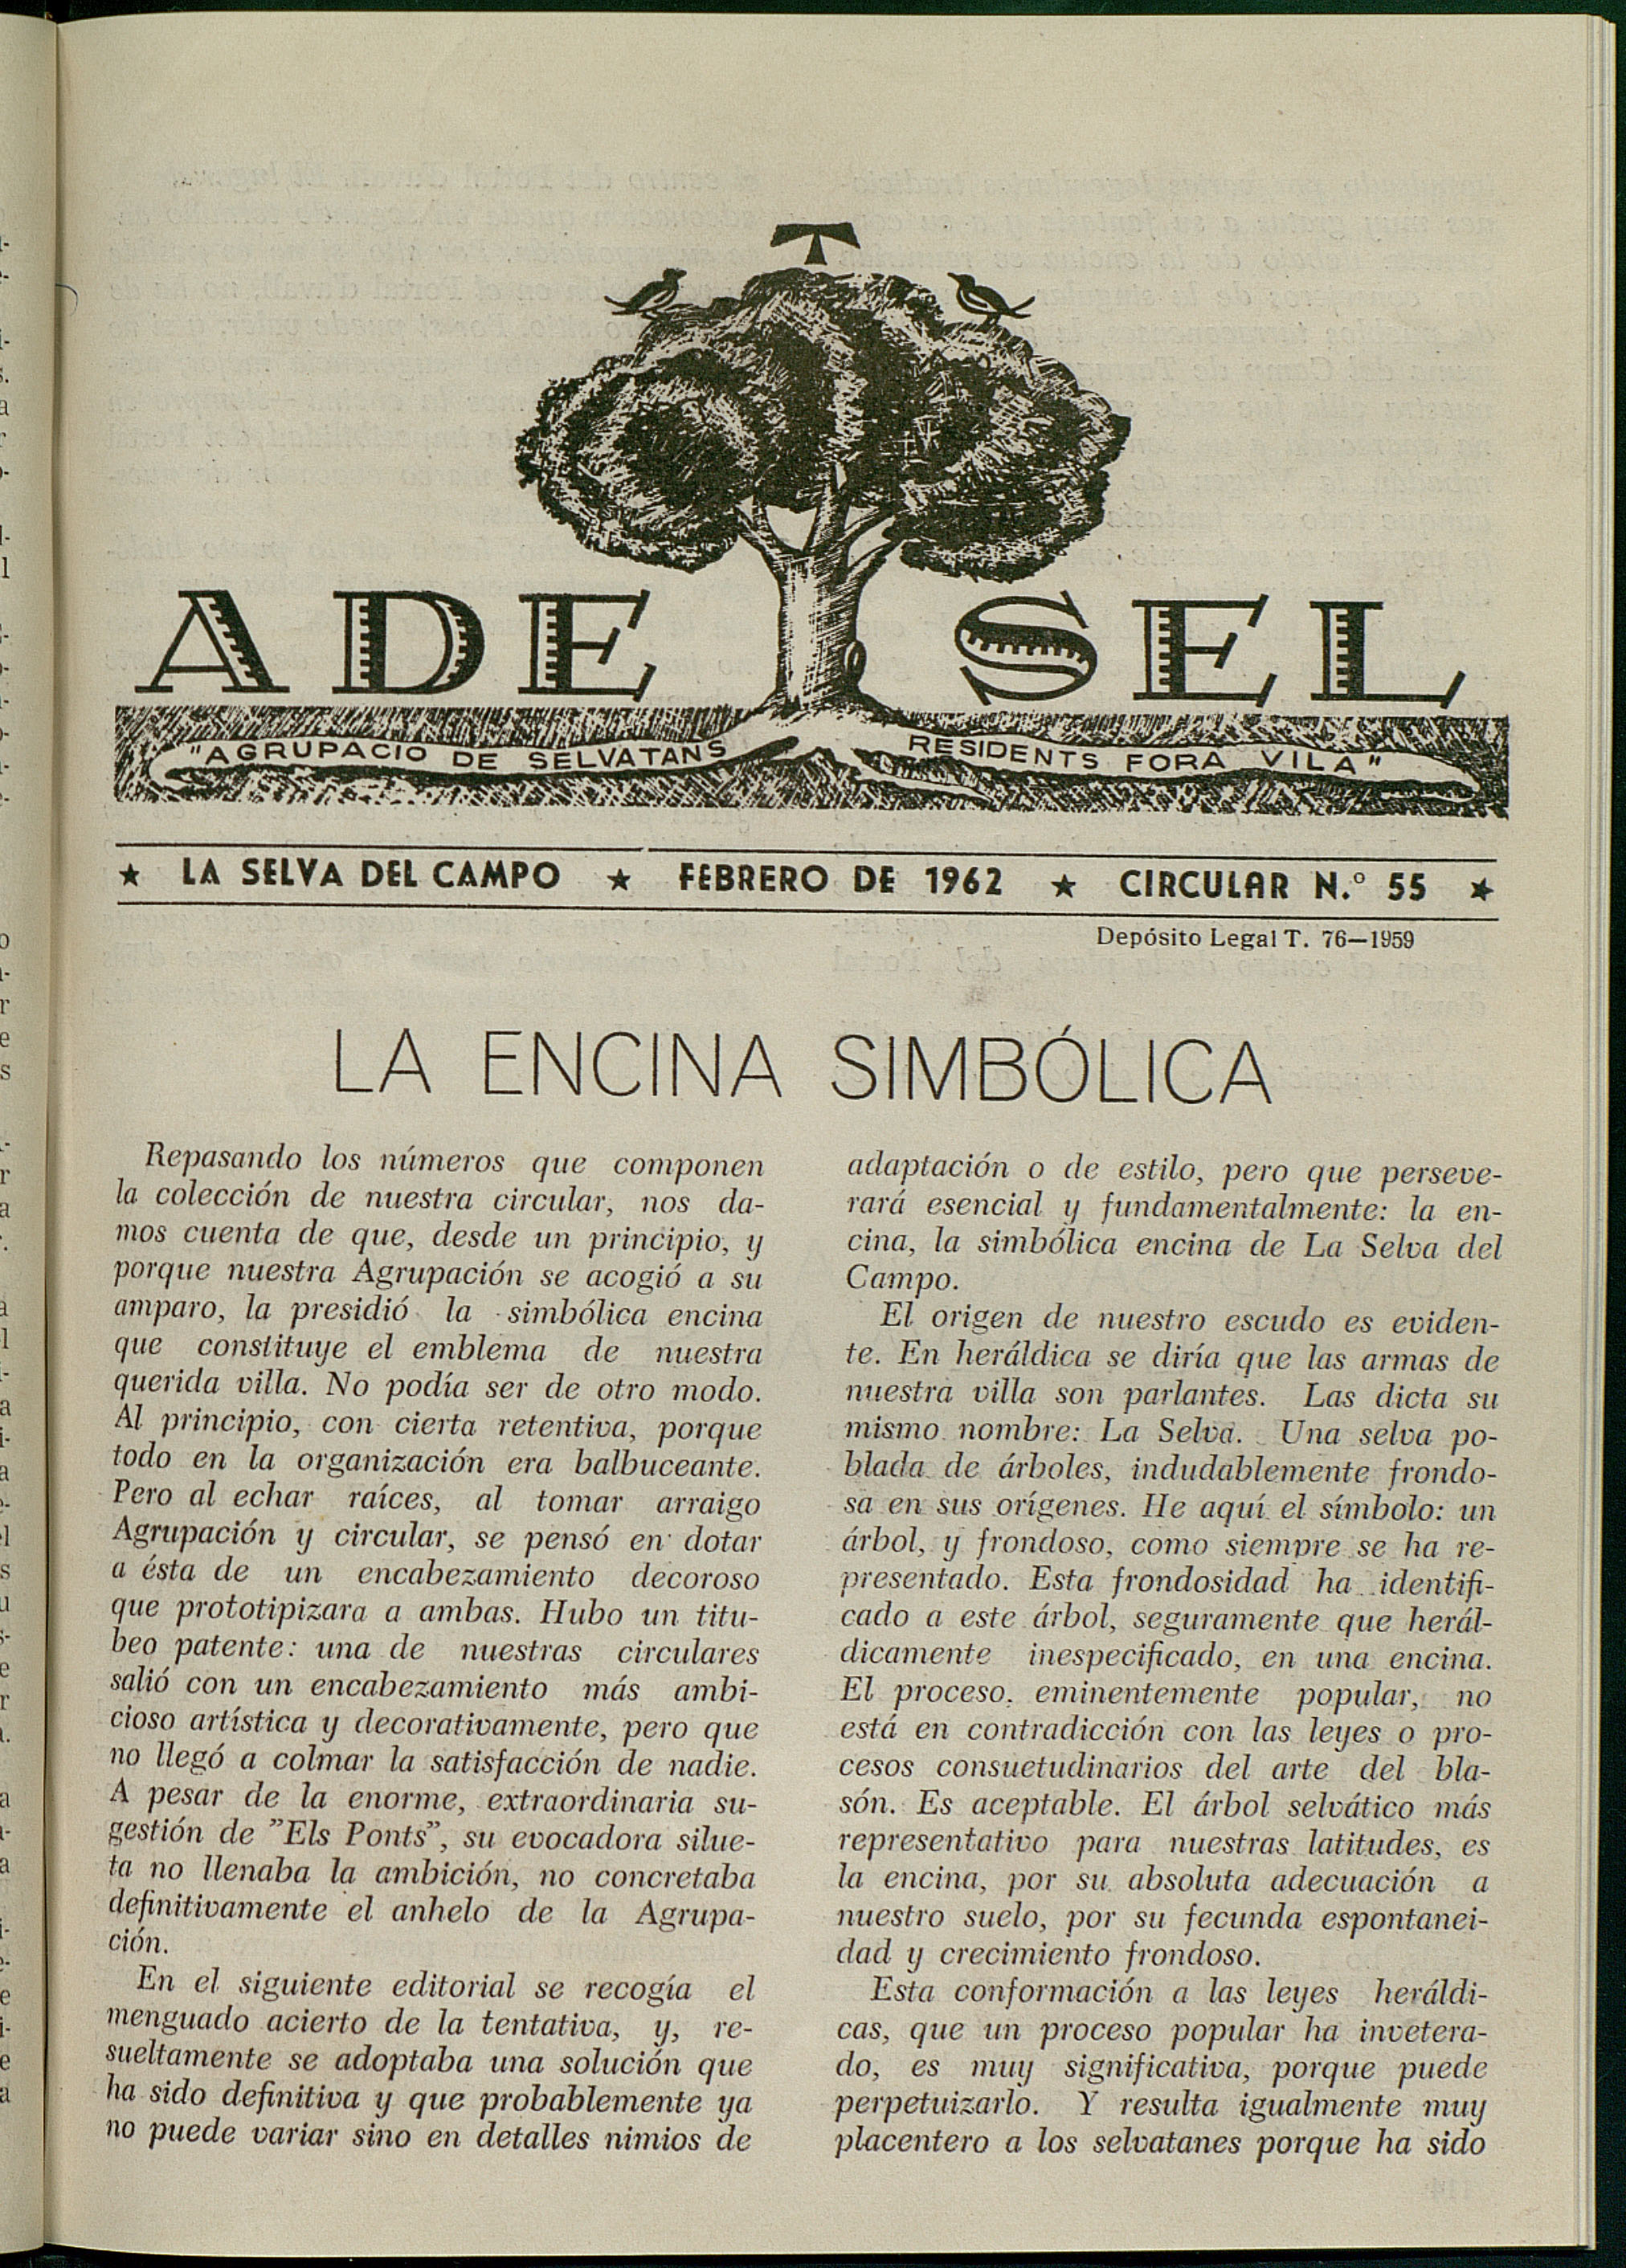 ADE SEL
"AGRUPACIO DE SELVATANS RESIDENTS FORA VILA"
★ LA SELVA DEL CAMPO ★ FEBRERO DE 1962 ★ CIRCULAR N.º 55 ★
Depósito Legal T. 76—1959
LA ENCINA SIMBÓLICA
Repasando los números que componen
la colección de nuestra circular, nos da-
mos cuenta de que, desde un principio, y
porque nuestra Agrupación se acogió a su
amparo, la presidió la simbólica encina
que constituye el emblema de nuestra
querida villa. No podía ser de otro modo.
Al principio, con cierta retentiva, porque
todo en la organización era balbuceante.
Pero al echar raíces, al tomar arraigo
Agrupación y circular, se pensó en dotar
a ésta de un encabezamiento decoroso
que prototipizara a ambas. Hubo un titu-
beo patente: una de nuestras circulares
salió con un encabezamiento más ambi-
cioso artística y decorativamente, pero que
no llegó a colmar la satisfacción de nadie.
A pesar de la enorme, extraordinaria su-
gestión de "Els Ponts", su evocadora silue-
ta no llenaba la ambición, no concretaba
definitivamente el anhelo de la Agrupa-
ción.
En el siguiente editorial se recogía el
menguado acierto de la tentativa, y, re-
sueltamente se adoptaba una solución que
ha sido definitiva y que probablemente ya
no puede variar sino en detalles nimios de
adaptación o de estilo, pero que perseve-
rará esencial y fundamentalmente: la en-
cina, la simbólica encina de La Selva del
Campo.
El origen de nuestro escudo es eviden-
te. En heráldica se diría que las armas de
nuestra villa son parlantes. Las dicta su
mismo nombre: La Selva. Una selva po-
blada de árboles, indudablemente frondo-
sa en sus orígenes. He aquí el símbolo: un
árbol, y frondoso, como siempre se ha re-
presentado. Esta frondosidad ha identifi-
cado a este árbol, seguramente que herál-
dicamente inespecificado, en una encina.
El proceso, eminentemente popular, no
está en contradicción con las leyes o pro-
cesos consuetudinarios del arte del bla-
són. Es aceptable. El árbol selvático más
representativo para nuestras latitudes, es
la encina, por su absoluta adecuación a
nuestro suelo, por su fecunda espontanei-
dad y crecimiento frondoso.
Esta conformación a las leyes heráldi-
cas, que un proceso popular ha invetera-
do, es muy significativa, porque puede
perpetuizarlo. Y resulta igualmente muy
placentero a los selvatanes porque ha sido